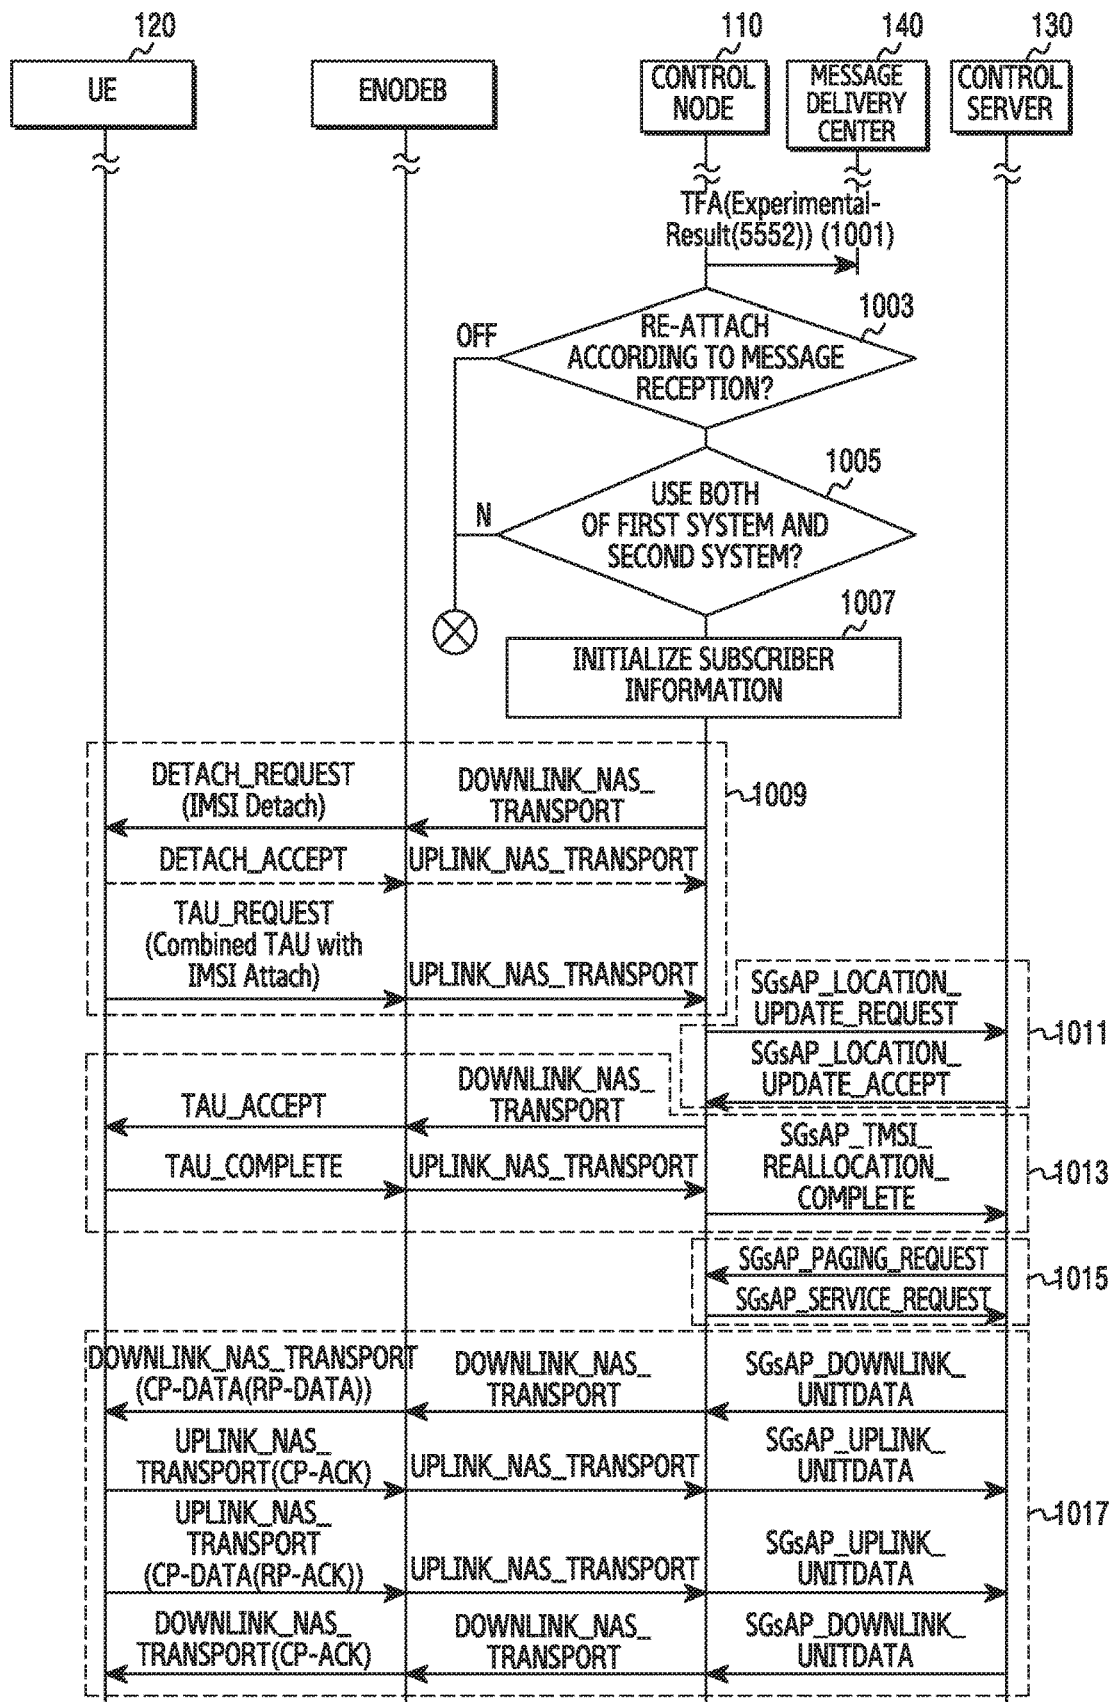 120
110
140
130
UE
ENODEB
CONTROL
NODE
MESSAGE
DELIVERY
CENTER
CONTROL
SERVER
TFA(Experimental-
Result(5552)) (1001)
1003
OFF
RE-ATTACH
ACCORDING TO MESSAGE
RECEPTION?
1005
N
USE BOTH
OF FIRST SYSTEM AND
SECOND SYSTEM?
1007
INITIALIZE SUBSCRIBER
INFORMATION
DETACH_REQUEST
(IMSI Detach)
DOWNLINK_NAS_
TRANSPORT
1009
DETACH_ACCEPT
UPLINK_NAS_TRANSPORT
TAU_REQUEST
(Combined TAU with
IMSI Attach)
UPLINK_NAS_TRANSPORT
SGsAP_LOCATION_
UPDATE_REQUEST
1011
SGsAP_LOCATION_
UPDATE_ACCEPT
TAU_ACCEPT
DOWNLINK_NAS_
TRANSPORT
TAU_COMPLETE
UPLINK_NAS_TRANSPORT
SGsAP_TMSI_
REALLOCATION_
COMPLETE
1013
SGsAP_PAGING_REQUEST
1015
SGsAP_SERVICE_REQUEST
DOWNLINK_NAS_TRANSPORT
(CP-DATA(RP-DATA))
DOWNLINK_NAS_
TRANSPORT
SGsAP_DOWNLINK_
UNITDATA
UPLINK_NAS_
TRANSPORT(CP-ACK)
UPLINK_NAS_TRANSPORT
SGsAP_UPLINK_
UNITDATA
1017
UPLINK_NAS_
TRANSPORT
(CP-DATA(RP-ACK))
UPLINK_NAS_TRANSPORT
SGsAP_UPLINK_
UNITDATA
DOWNLINK_NAS_
TRANSPORT(CP-ACK)
DOWNLINK_NAS_
TRANSPORT
SGsAP_DOWNLINK_
UNITDATA